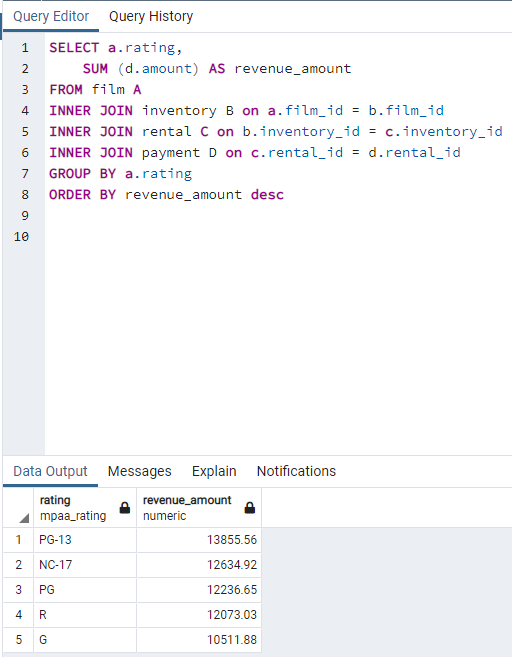 Query Editor Query History
1 SELECT a.rating,
2 SUM (d.amount) AS revenue_amount
3 FROM film A
4 INNER JOIN inventory B on a.film_id = b.film_id
5 INNER JOIN rental C on b.inventory_id = c.inventory_id
6 INNER JOIN payment D on c.rental_id = d.rental_id
7 GROUP BY a.rating
8 ORDER BY revenue_amount desc
9
10
Data Output Messages Explain Notifications
rating revenue_amount
mpaa_rating numeric
1 PG-13 13855.56
2 NC-17 12634.92
3 PG 12236.65
4 R 12073.03
5 G 10511.88